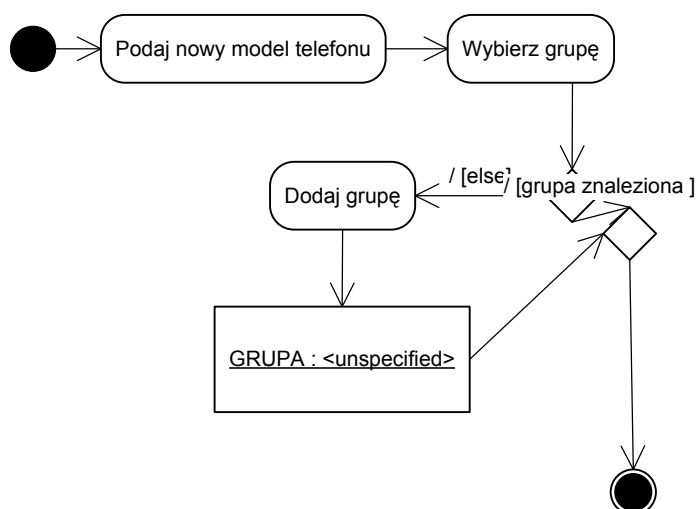 Podaj nowy model telefonu
Wybierz grupę
/ [else]
/ [grupa znaleziona ]
Dodaj grupę
GRUPA : <unspecified>